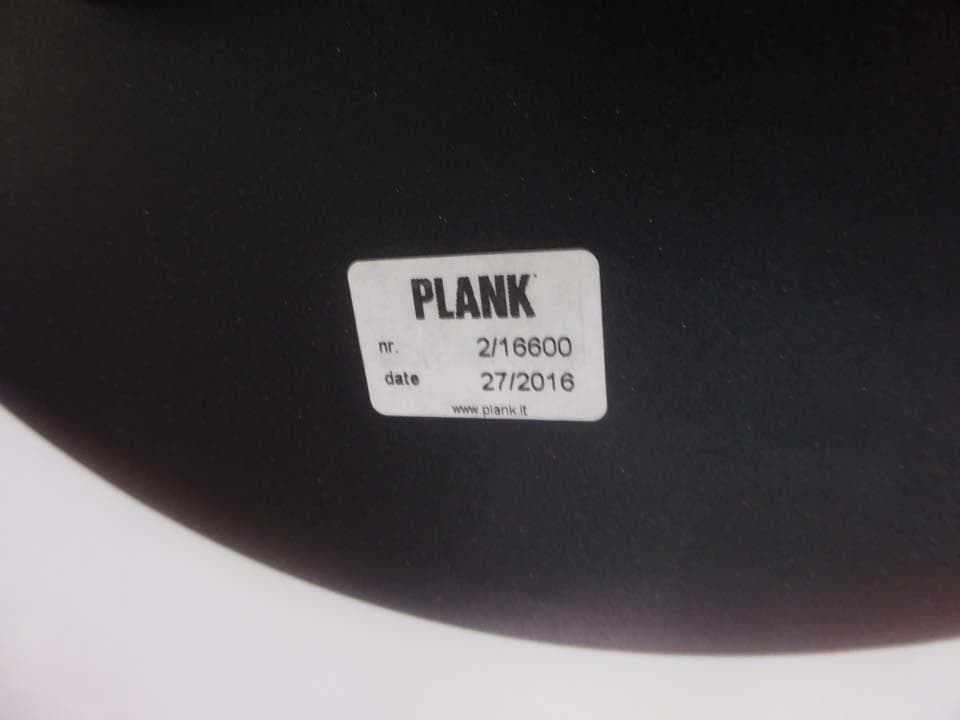 PLANK
nr. 2/16600
date 27/2016
www.plank.it